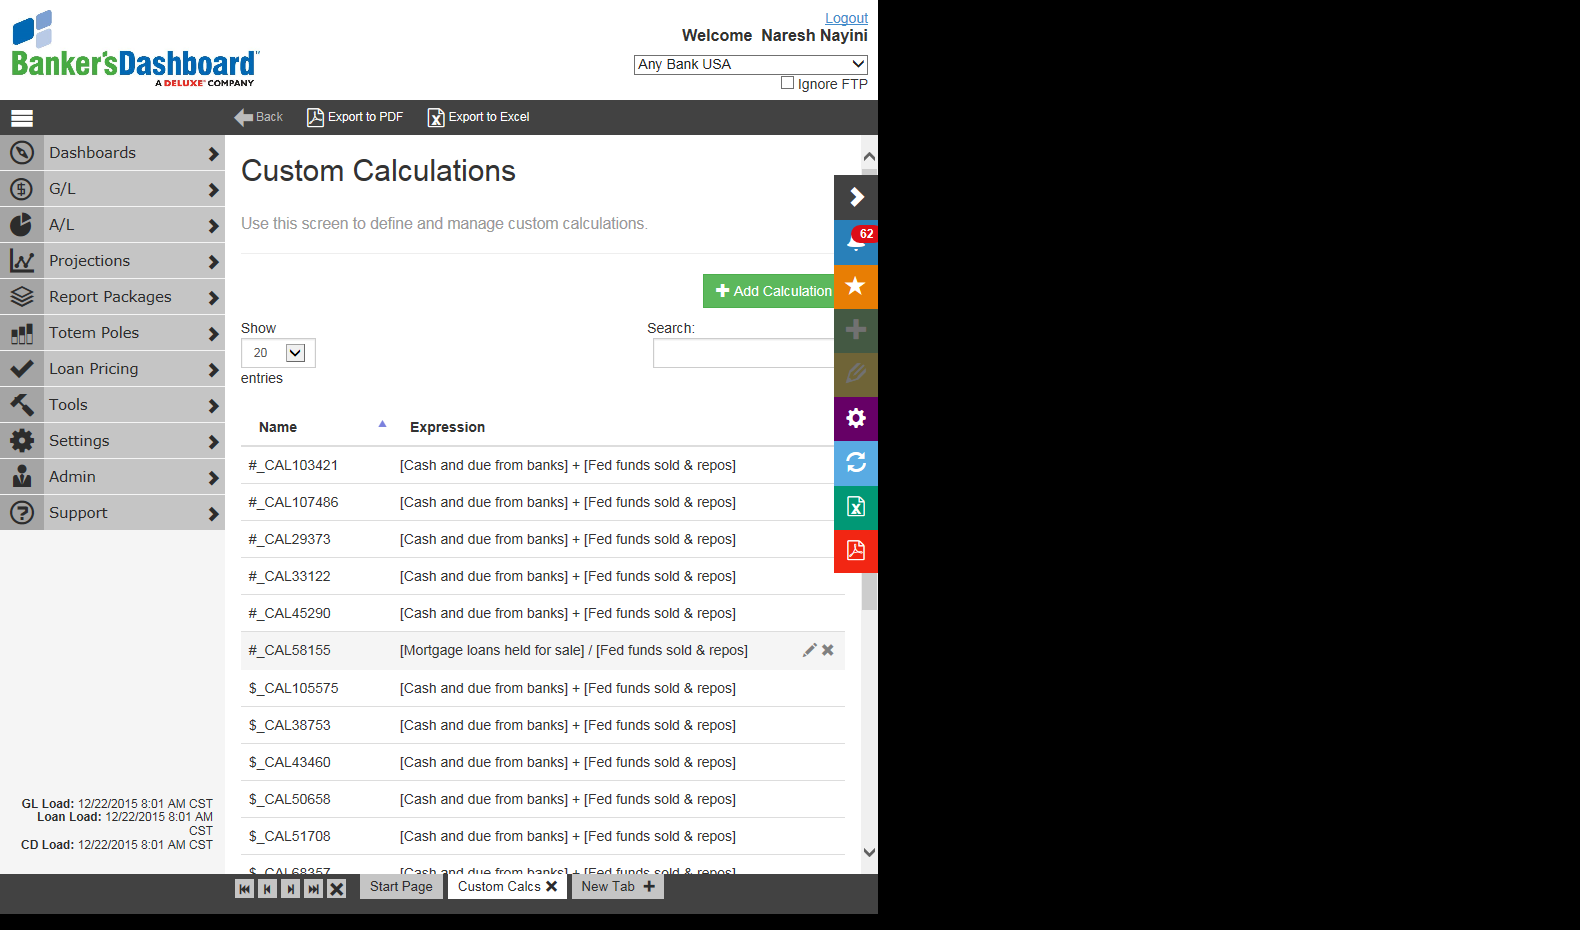 Logout
Welcome Naresh Nayini
Banker'sDashboard
A DELUXE COMPANY
Any Bank USA
Ignore FTP
Back
Export to PDF
Export to Excel
Dashboards
G/L
A/L
Projections
Report Packages
Totem Poles
Loan Pricing
Tools
Settings
Admin
Support
GL Load: 12/22/2015 8:01 AM CST
Loan Load: 12/22/2015 8:01 AM
CST
CD Load: 12/22/2015 8:01 AM CST
Custom Calculations
Use this screen to define and manage custom calculations.
62
Add Calculation
Show
Search:
20
entries
Name Expression
#_CAL103421 [Cash and due from banks] + [Fed funds sold & repos]
#_CAL107486 [Cash and due from banks] + [Fed funds sold & repos]
#_CAL29373 [Cash and due from banks] + [Fed funds sold & repos]
#_CAL33122 [Cash and due from banks] + [Fed funds sold & repos]
#_CAL45290 [Cash and due from banks] + [Fed funds sold & repos]
#_CAL58155 [Mortgage loans held for sale] / [Fed funds sold & repos]
$_CAL105575 [Cash and due from banks] + [Fed funds sold & repos]
$_CAL38753 [Cash and due from banks] + [Fed funds sold & repos]
$_CAL43460 [Cash and due from banks] + [Fed funds sold & repos]
$_CAL50658 [Cash and due from banks] + [Fed funds sold & repos]
$_CAL51708 [Cash and due from banks] + [Fed funds sold & repos]
$_CAL68357 [Cash and due from banks] + [Fed funds sold & repos]
Start Page
Custom Calcs
New Tab